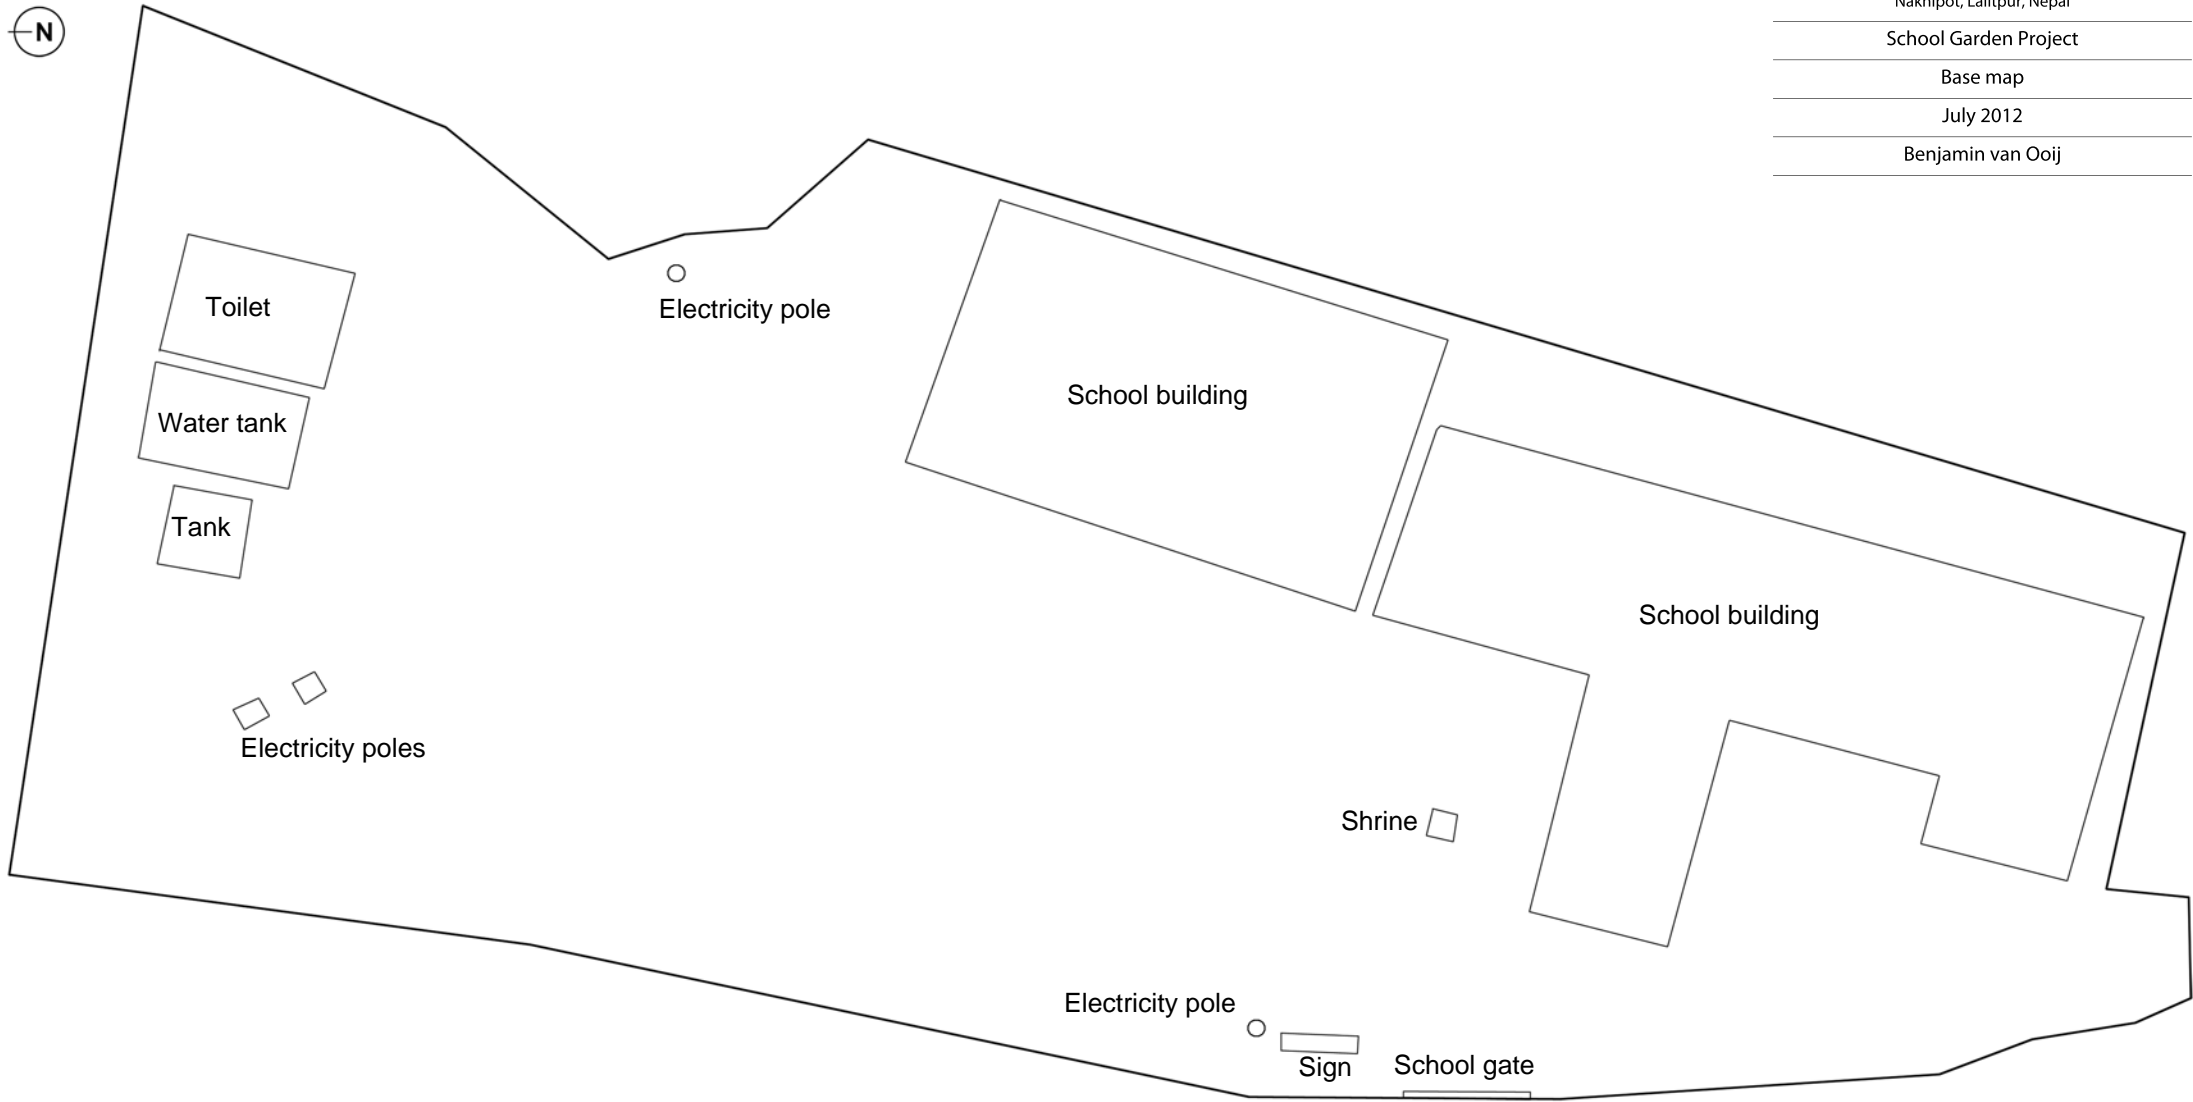 N
Nakhipot, Lalitpur, Nepal
School Garden Project
Base map
July 2012
Benjamin van Ooij
Toilet
Electricity pole
School building
Water tank
Tank
School building
Electricity poles
Shrine
Electricity pole
Sign
School gate